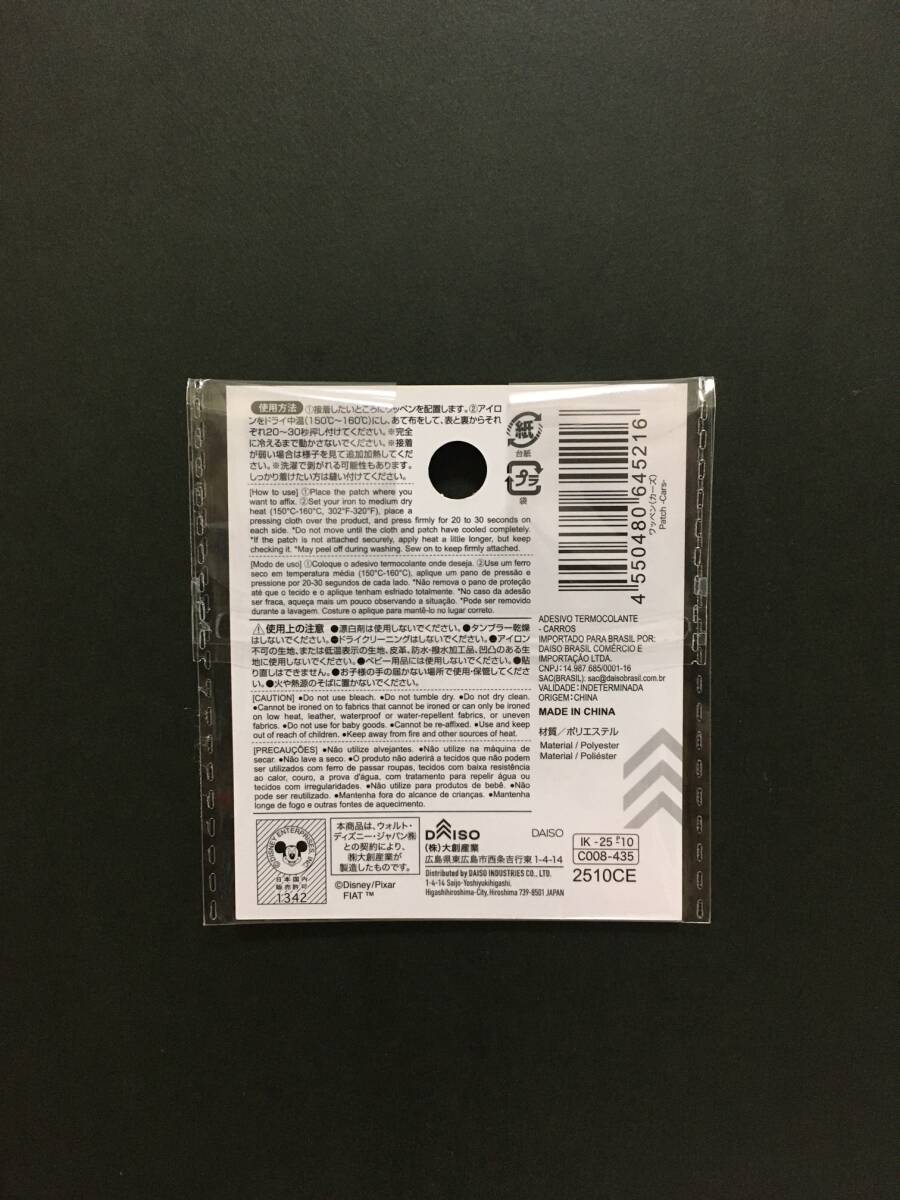 使用方法 ①接着したいところにワッペンを配置します。②アイロ
ンをドライ中温(150℃～160℃)にし、あて布をして、表と裏からそれ
ぞれ20～30秒押し付けてください。※完全
に冷えるまで動かさないでください。※接着
が弱い場合は様子を見て追加加熱してくだ
さい。※洗濯で剥がれる可能性もあります。
しっかり着けたい方は縫い付けてください。
[How to use] ①Place the patch where you
want to affix. ②Set your iron to medium dry
heat (150°C-160°C, 302°F-320°F), place a
pressing cloth over the product, and press firmly for 20 to 30 seconds on
each side. *Do not move until the cloth and patch have cooled completely.
*If the patch is not attached securely, apply heat a little longer, but keep
checking it. *May peel off during washing. Sew on to keep firmly attached.
[Modo de uso] ①Coloque o adesivo termocolante onde deseja. ②Use um ferro
seco em temperatura média (150°C-160°C), aplique um pano de pressão e
pressione por 20-30 segundos de cada lado. *Não remova o pano de proteção
até que o tecido e o aplique tenham esfriado totalmente. *No caso da adesão
ser fraca, aqueça mais um pouco observando a situação. *Pode ser removido
durante a lavagem. Costure o aplique para mantê-lo no lugar correto.
⚠使用上の注意 ●漂白剤は使用しないでください。●タンブラー乾燥
はしないでください。●ドライクリーニングはしないでください。●アイロン
不可の生地、または低温表示の生地、皮革、防水・撥水加工品、凹凸のある生
地に使用しないでください。●ベビー用品には使用しないでください。●貼
り直しはできません。●お子様の手の届かない場所で使用・保管してくださ
い。●火や熱源のそばに置かないでください。
[CAUTION] ●Do not use bleach. ●Do not tumble dry. ●Do not dry clean.
●Cannot be ironed on to fabrics that cannot be ironed or can only be ironed
on low heat, leather, waterproof or water-repellent fabrics, or uneven
fabrics. ●Do not use for baby goods. ●Cannot be re-affixed. ●Use and keep
out of reach of children. ●Keep away from fire and other sources of heat.
[PRECAUÇÕES] ●Não utilize alvejantes. ●Não utilize na máquina de
secar. ●Não lave a seco. ●O produto não aderirá a tecidos que não podem
ser utilizados com ferro de passar roupas, tecidos com baixa resistência
ao calor, couro, a prova d'água, com tratamento para repelir água ou
tecidos com irregularidades. ●Não utilize para produtos de bebê. ●Não
pode ser reutilizado. ●Mantenha fora do alcance de crianças. ●Mantenha
longe de fogo e outras fontes de aquecimento.
紙
台紙
プラ
袋
4 550480 645216
ワッペン(カーズ)
Patch -Cars-
ADESIVO TERMOCOLANTE
- CARROS
IMPORTADO PARA BRASIL POR:
DAISO BRASIL COMÉRCIO E
IMPORTAÇÃO LTDA.
CNPJ: 14.967.685/0001-16
SAC(BRASIL): sac@daisobrasil.com.br
VALIDADE: INDETERMINADA
ORIGEM: CHINA
MADE IN CHINA
材質／ポリエステル
Material / Polyester
Material / Poliéster
©DISNEY ENTERPRISES, INC.
日本国内
販売許可
1342
本商品は、ウォルト・
ディズニー・ジャパン㈱
との契約により、
㈱大創産業が
製造したものです。
©Disney/Pixar
FIAT ™
DAISO
(株)大創産業
広島県東広島市西条吉行東 1-4-14
Distributed by DAISO INDUSTRIES CO., LTD.
1-4-14 Saijo-Yoshiyukihigashi,
Higashihiroshima-City, Hiroshima 739-8501 JAPAN
DAISO
IK -25 P10
C008-435
2510CE